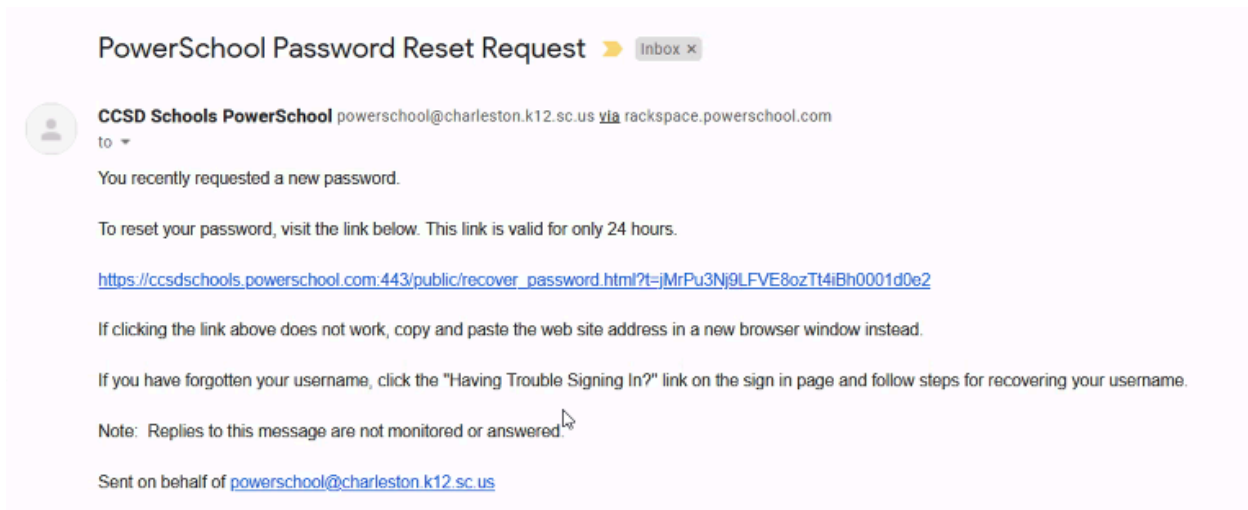 PowerSchool Password Reset Request Inbox ×
CCSD Schools PowerSchool powerschool@charleston.k12.sc.us via rackspace.powerschool.com
to
You recently requested a new password.
To reset your password, visit the link below. This link is valid for only 24 hours.
https://ccsdschools.powerschool.com:443/public/recover_password.html?t=jMrPu3Nj9LFVE8ozTt4iBh0001d0e2
If clicking the link above does not work, copy and paste the web site address in a new browser window instead.
If you have forgotten your username, click the "Having Trouble Signing In?" link on the sign in page and follow steps for recovering your username.
Note:  Replies to this message are not monitored or answered.
Sent on behalf of powerschool@charleston.k12.sc.us